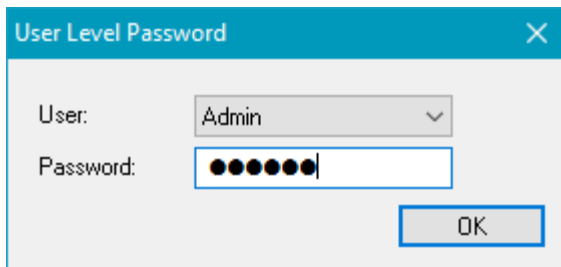 User Level Password
User: Admin
Password: ●●●●●●
OK